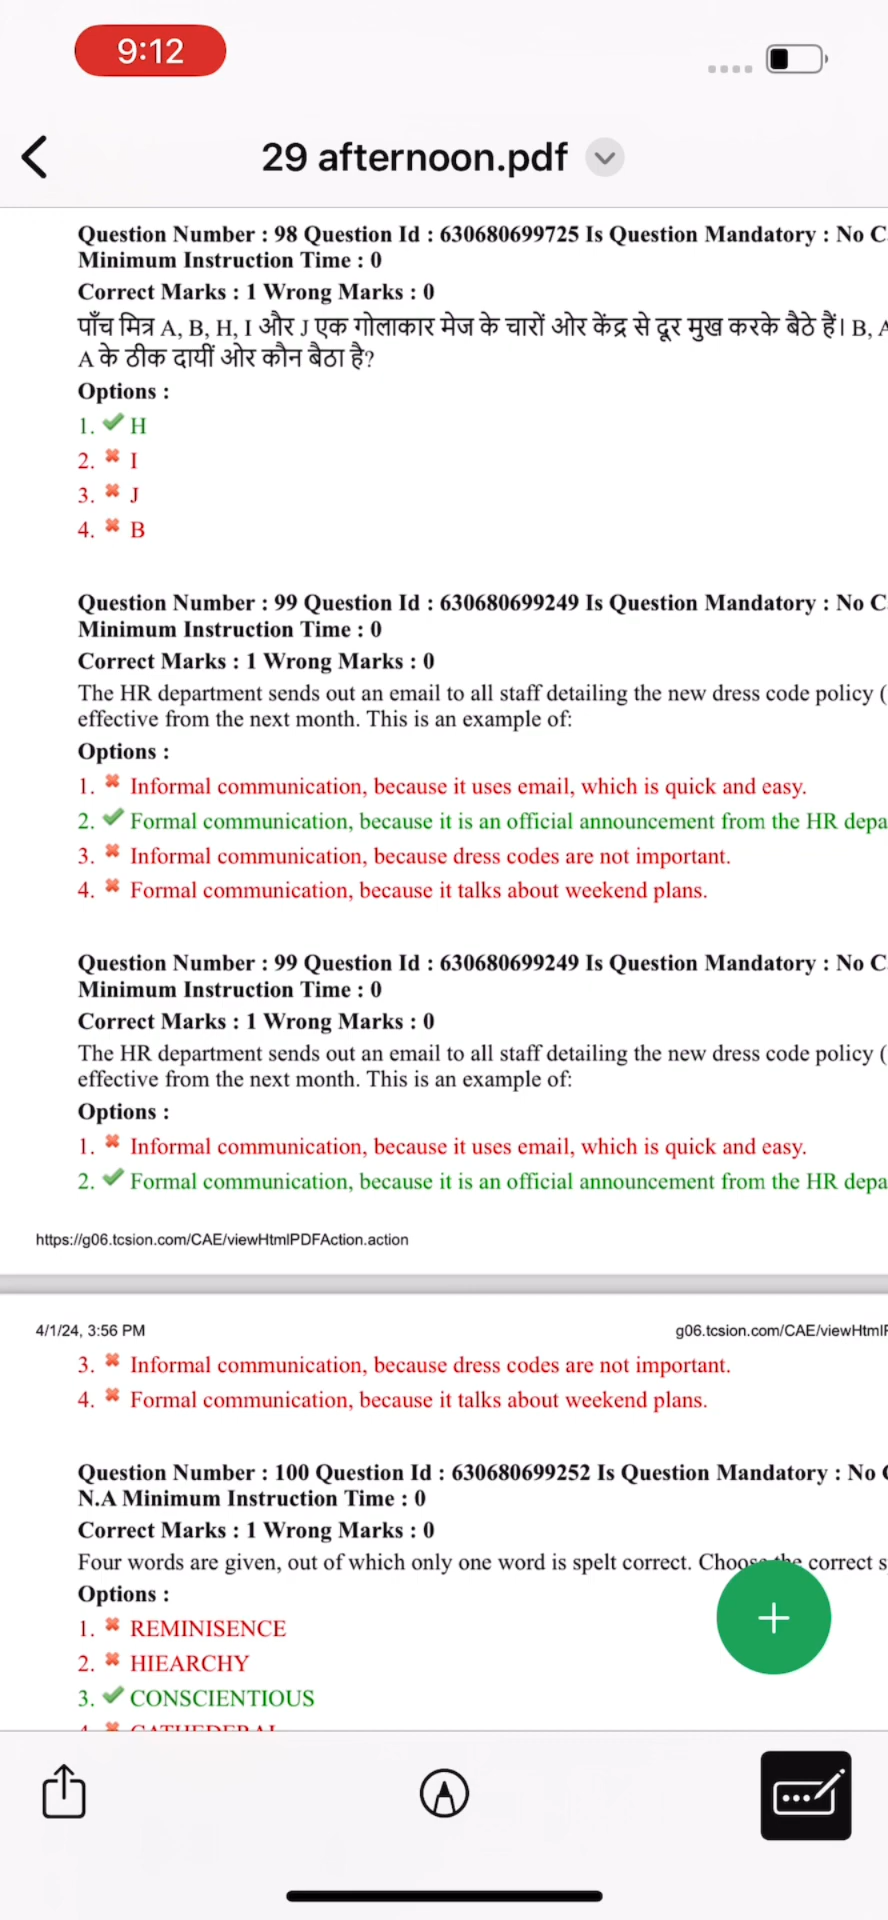 9:12
29 afternoon.pdf
Question Number : 98 Question Id : 630680699725 Is Question Mandatory : No
Minimum Instruction Time : 0
Correct Marks : 1 Wrong Marks : 0
पाँच मित्र A, B, H, I और J एक गोलाकार मेज के चारों ओर केंद्र से दूर मुख करके बैठे हैं। B,
A के ठीक दायीं ओर कौन बैठा है?
Options :
1. H
2. I
3. J
4. B
Question Number : 99 Question Id : 630680699249 Is Question Mandatory : No
Minimum Instruction Time : 0
Correct Marks : 1 Wrong Marks : 0
The HR department sends out an email to all staff detailing the new dress code policy (
effective from the next month. This is an example of:
Options :
1. Informal communication, because it uses email, which is quick and easy.
2. Formal communication, because it is an official announcement from the HR depa
3. Informal communication, because dress codes are not important.
4. Formal communication, because it talks about weekend plans.
Question Number : 99 Question Id : 630680699249 Is Question Mandatory : No
Minimum Instruction Time : 0
Correct Marks : 1 Wrong Marks : 0
The HR department sends out an email to all staff detailing the new dress code policy (
effective from the next month. This is an example of:
Options :
1. Informal communication, because it uses email, which is quick and easy.
2. Formal communication, because it is an official announcement from the HR depa
https://g06.tcsion.com/CAE/viewHtmlPDFAction.action
4/1/24, 3:56 PM g06.tcsion.com/CAE/viewHtml
3. Informal communication, because dress codes are not important.
4. Formal communication, because it talks about weekend plans.
Question Number : 100 Question Id : 630680699252 Is Question Mandatory : No
N.A Minimum Instruction Time : 0
Correct Marks : 1 Wrong Marks : 0
Four words are given, out of which only one word is spelt correct. Choose the correct s
Options :
1. REMINISENCE
2. HIEARCHY
3. CONSCIENTIOUS